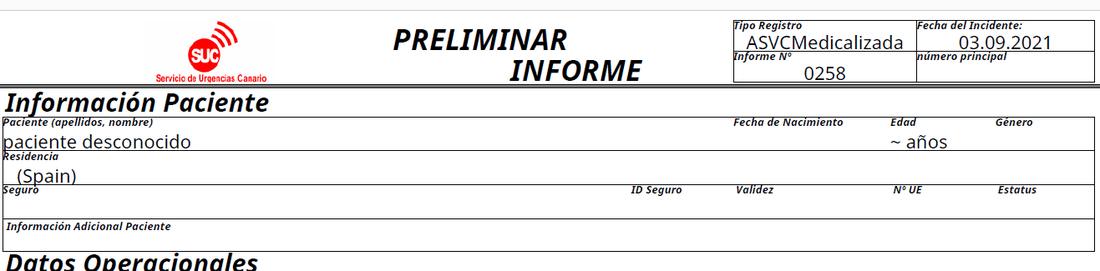 Tipo Registro
Fecha del Incidente:
ASVCMedicalizada
03.09.2021
PRELIMINAR
SUC
Informe Nº
número principal
INFORME
0258
Servicio de Urgencias Canario
Información Paciente
Paciente (apellidos, nombre)
Fecha de Nacimiento
Edad
Género
paciente desconocido
~ años
Residencia
(Spain)
Seguro
ID Seguro
Validez
Nº UE
Estatus
Información Adicional Paciente
Datos Operacionales